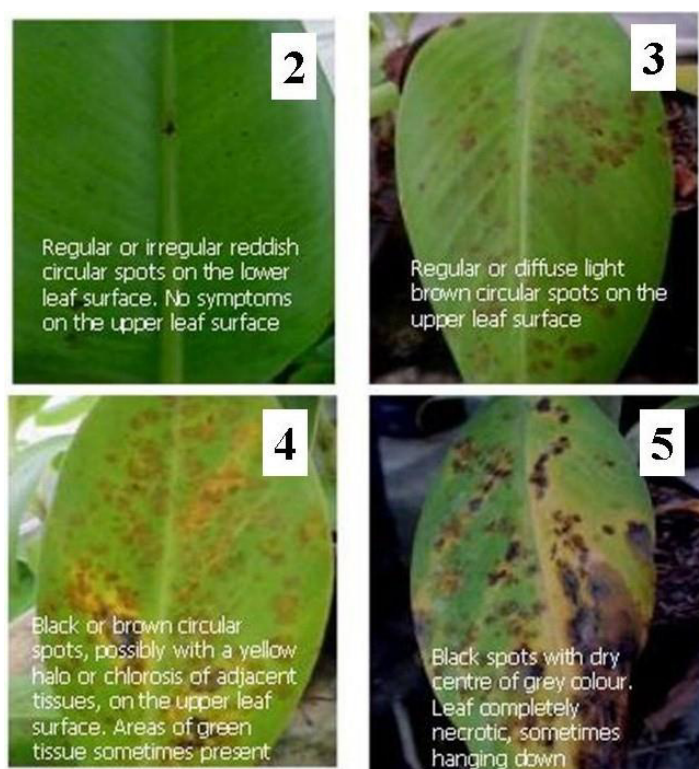 2
Regular or irregular reddish
circular spots on the lower
leaf surface. No symptoms
on the upper leaf surface
3
Regular or diffuse light
brown circular spots on the
upper leaf surface
4
Black or brown circular
spots, possibly with a yellow
halo or chlorosis of adjacent
tissues, on the upper leaf
surface. Areas of green
tissue sometimes present
5
Black spots with dry
centre of grey colour.
Leaf completely
necrotic, sometimes
hanging down